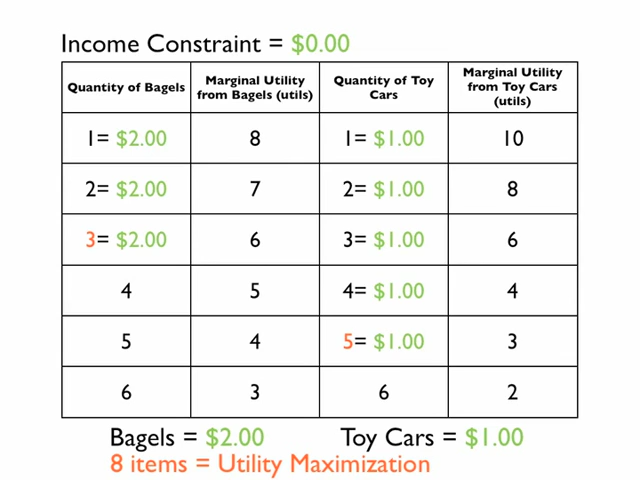 Income Constraint = $0.00
Quantity of Bagels
Marginal Utility
from Bagels (utils)
Quantity of Toy
Cars
Marginal Utility
from Toy Cars
(utils)
1= $2.00 8 1= $1.00 10
2= $2.00 7 2= $1.00 8
3= $2.00 6 3= $1.00 6
4 5 4= $1.00 4
5 4 5= $1.00 3
6 3 6 2
Bagels = $2.00 Toy Cars = $1.00
8 items = Utility Maximization